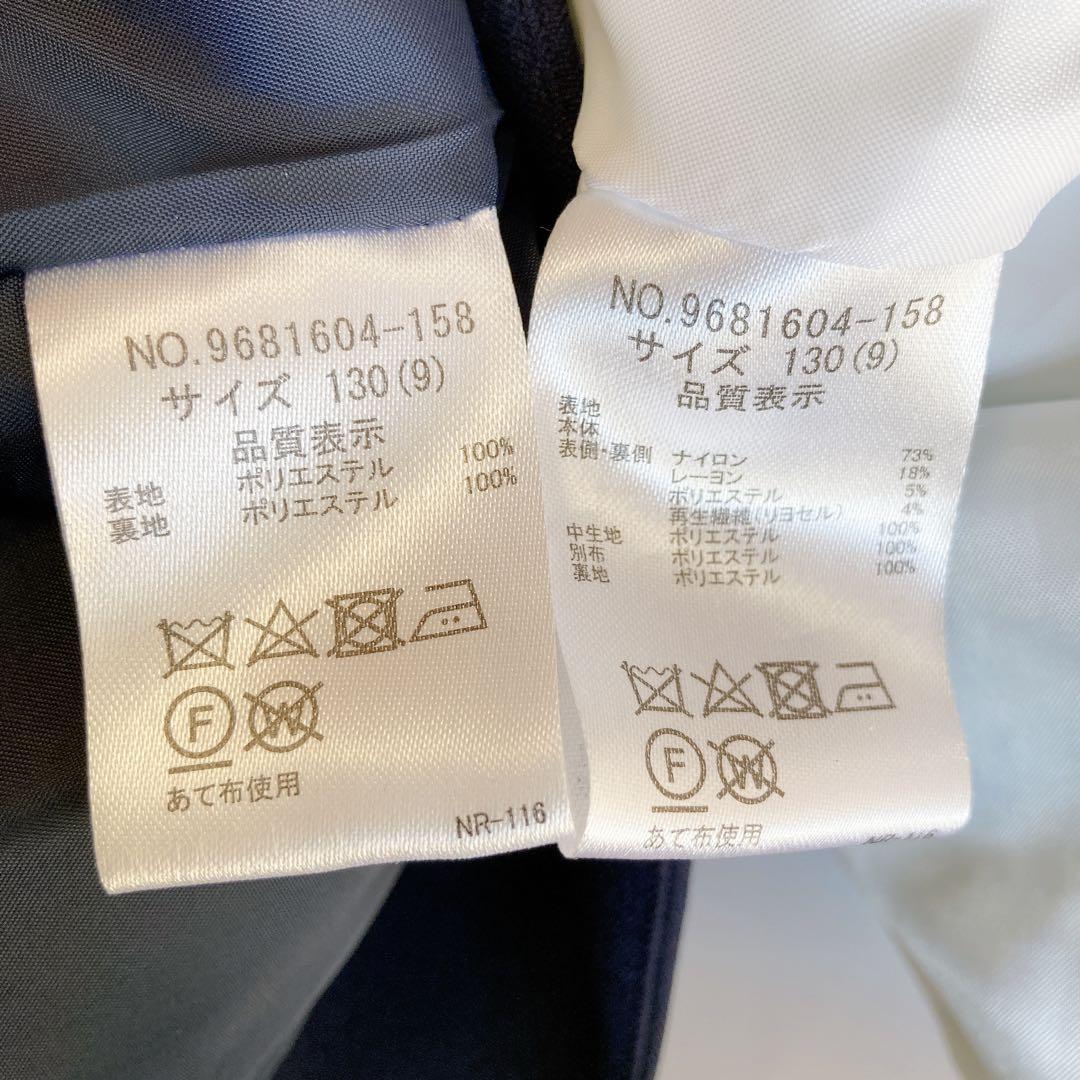 NO.9681604-158
サイズ 130(9)
品質表示
表地 ポリエステル 100%
裏地 ポリエステル 100%
F W
あて布使用
NR-116
NO.9681604-158
サイズ 130(9)
品質表示
表地
本体
表側・裏側 ナイロン 73%
レーヨン 18%
ポリエステル 5%
再生繊維(リヨセル) 4%
中生地 ポリエステル 100%
別布 ポリエステル 100%
裏地 ポリエステル 100%
F W
あて布使用
NR-116